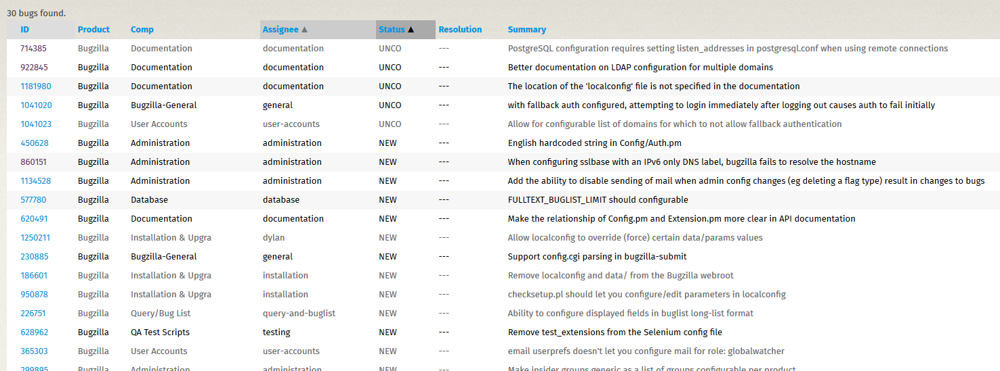 30 bugs found.
ID Product Comp Assignee ▲ Status ▲ Resolution Summary
714385 Bugzilla Documentation documentation UNCO --- PostgreSQL configuration requires setting listen_addresses in postgresql.conf when using remote connections
922845 Bugzilla Documentation documentation UNCO --- Better documentation on LDAP configuration for multiple domains
1181980 Bugzilla Documentation documentation UNCO --- The location of the 'localconfig' file is not specified in the documentation
1041020 Bugzilla Bugzilla-General general UNCO --- with fallback auth configured, attempting to login immediately after logging out causes auth to fail initially
1041023 Bugzilla User Accounts user-accounts UNCO --- Allow for configurable list of domains for which to not allow fallback authentication
450628 Bugzilla Administration administration NEW --- English hardcoded string in Config/Auth.pm
860151 Bugzilla Administration administration NEW --- When configuring sslbase with an IPv6 only DNS label, bugzilla fails to resolve the hostname
1134528 Bugzilla Administration administration NEW --- Add the ability to disable sending of mail when admin config changes (eg deleting a flag type) result in changes to bugs
577780 Bugzilla Database database NEW --- FULLTEXT_BUGLIST_LIMIT should configurable
620491 Bugzilla Documentation documentation NEW --- Make the relationship of Config.pm and Extension.pm more clear in API documentation
1250211 Bugzilla Installation & Upgra dylan NEW --- Allow localconfig to override (force) certain data/params values
230885 Bugzilla Bugzilla-General general NEW --- Support config.cgi parsing in bugzilla-submit
186601 Bugzilla Installation & Upgra installation NEW --- Remove localconfig and data/ from the Bugzilla webroot
950878 Bugzilla Installation & Upgra installation NEW --- checksetup.pl should let you configure/edit parameters in localconfig
226751 Bugzilla Query/Bug List query-and-buglist NEW --- Ability to configure displayed fields in buglist long-list format
628962 Bugzilla QA Test Scripts testing NEW --- Remove test_extensions from the Selenium config file
365303 Bugzilla User Accounts user-accounts NEW --- email userprefs doesn't let you configure mail for role: globalwatcher
299895 Bugzilla Administration administration NEW --- Make insider groups generic as a list of groups configurable per product